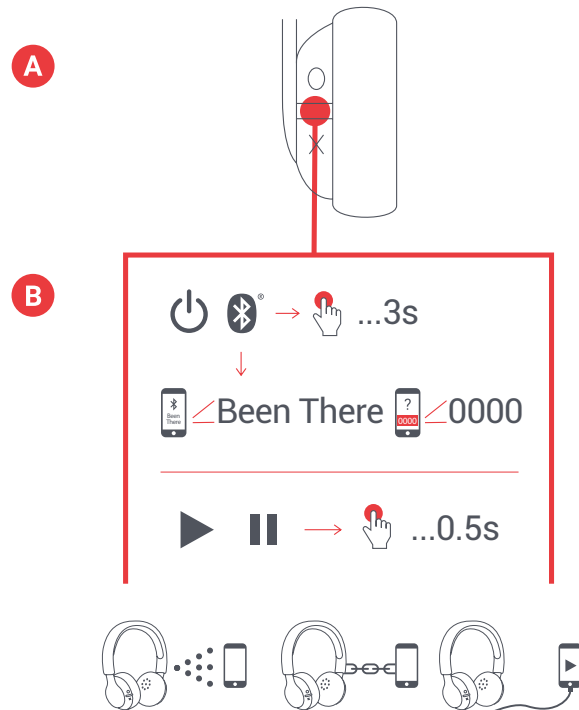 A
B
® ...3s
Been There
Been There
?
0000
0000
...0.5s